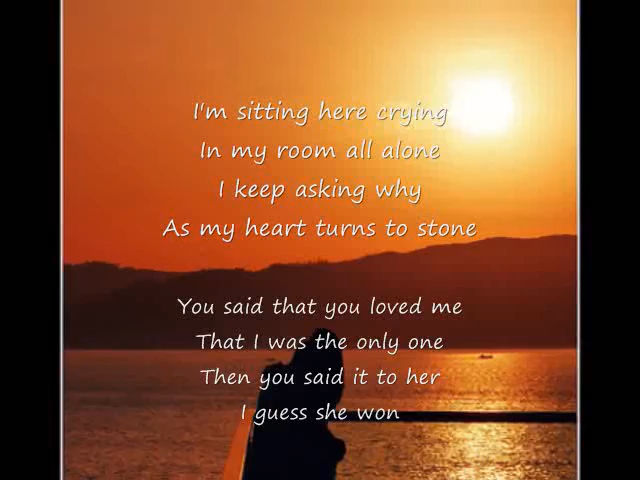 I'm sitting here crying
In my room all alone
I keep asking why
As my heart turns to stone
You said that you loved me
That I was the only one
Then you said it to her
I guess she won